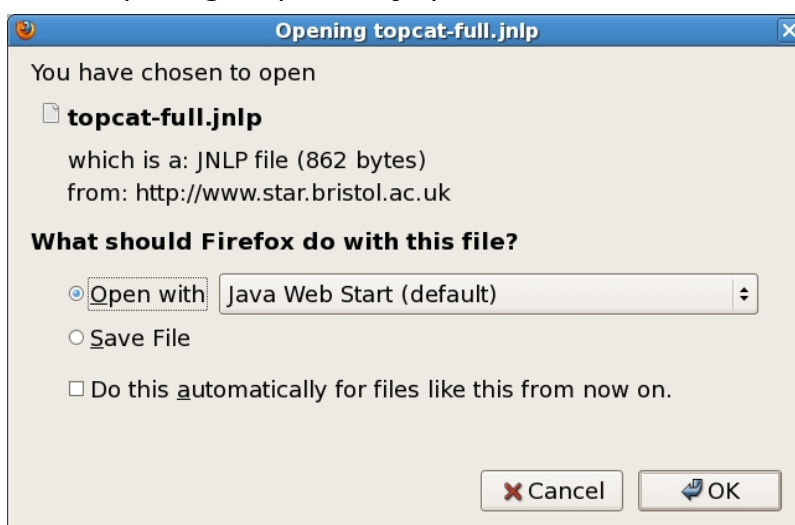 Opening topcat-full.jnlp
You have chosen to open
topcat-full.jnlp
which is a: JNLP file (862 bytes)
from: http://www.star.bristol.ac.uk
What should Firefox do with this file?
Open with Java Web Start (default)
Save File
Do this automatically for files like this from now on.
Cancel OK